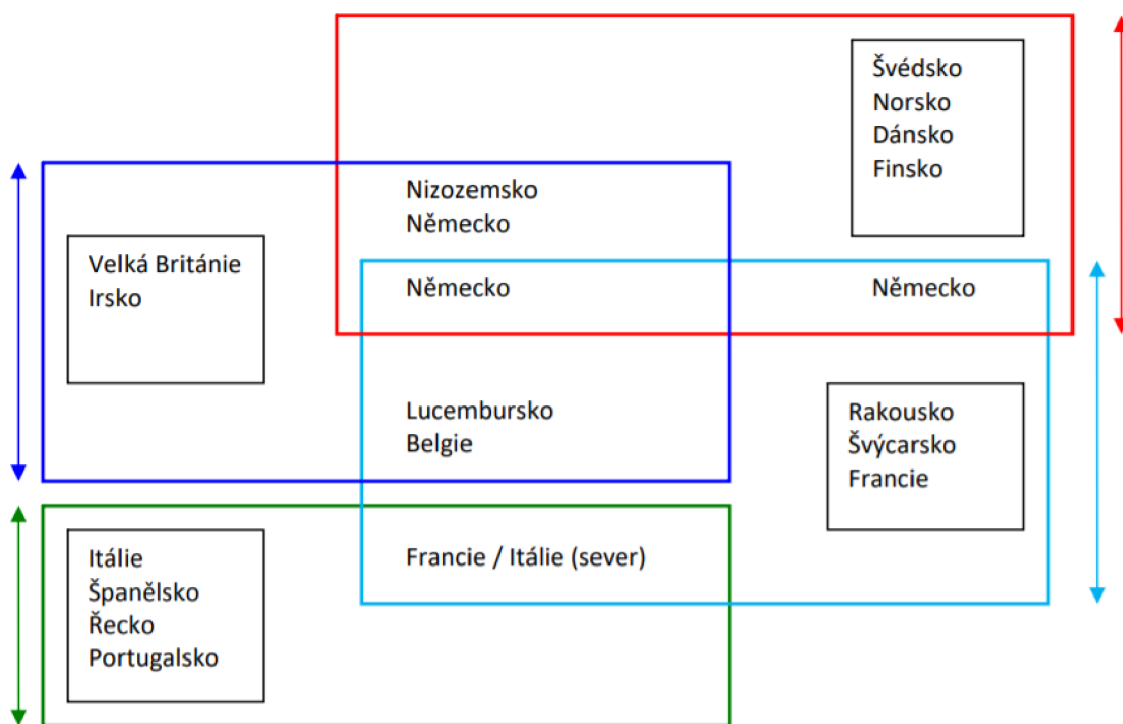 Švédsko
Norsko
Dánsko
Finsko
Nizozemsko
Německo
Velká Británie
Irsko
Německo
Německo
Lucembursko
Belgie
Rakousko
Švýcarsko
Francie
Itálie
Španělsko
Řecko
Portugalsko
Francie / Itálie (sever)